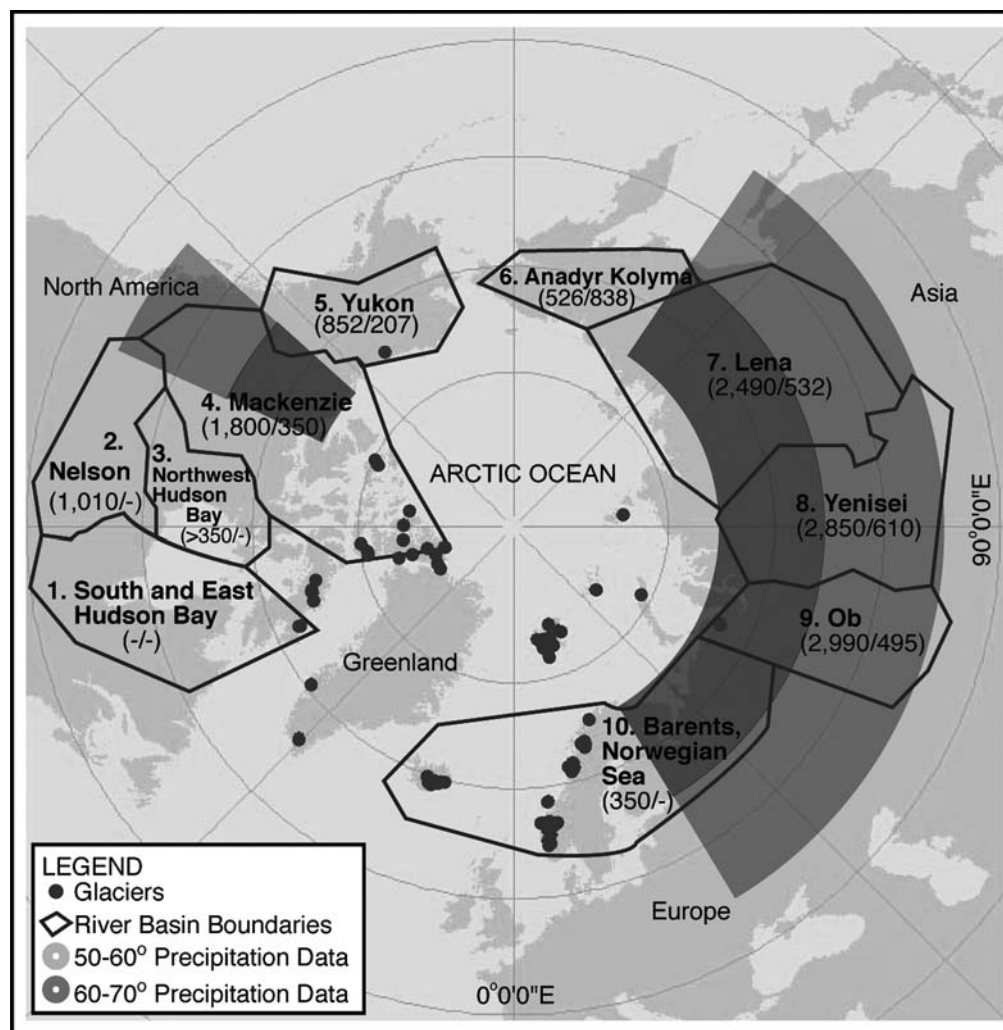 North America
Asia
6. Anadyr Kolyma
(526/838)
5. Yukon
(852/207)
7. Lena
(2,490/532)
4. Mackenzie
(1,800/350)
2.
Nelson
(1,010/-)
3.
Northwest
Hudson
Bay
(>350/-)
ARCTIC OCEAN
8. Yenisei
(2,850/610)
90°0'0"E
1. South and East
Hudson Bay
(-/-)
9. Ob
(2,990/495)
Greenland
10. Barents,
Norwegian
Sea
(350/-)
Europe
0°0'0"E
LEGEND
Glaciers
River Basin Boundaries
50-60° Precipitation Data
60-70° Precipitation Data